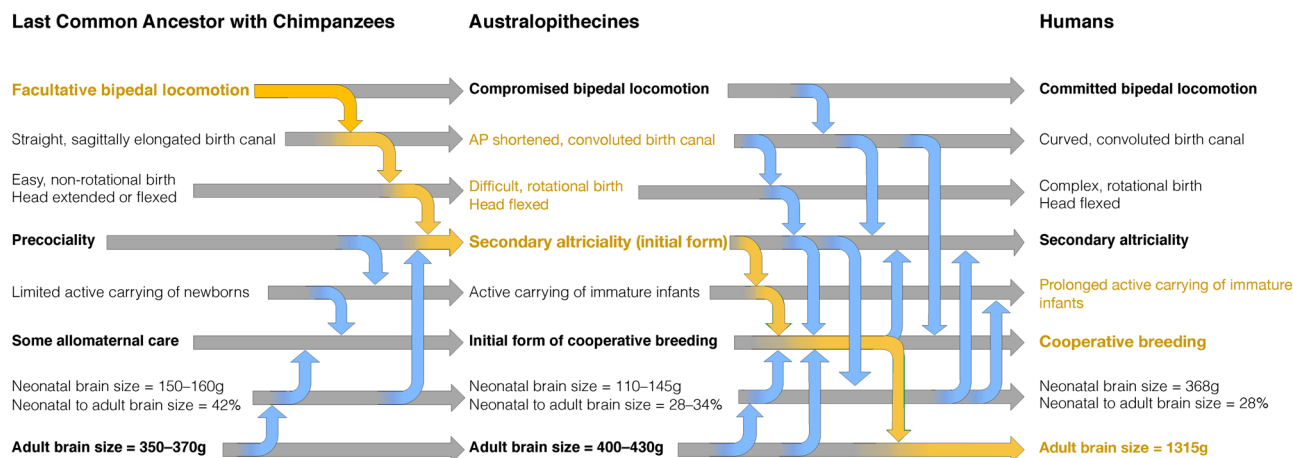 Last Common Ancestor with Chimpanzees
Australopithecines
Humans
Facultative bipedal locomotion
Compromised bipedal locomotion
Committed bipedal locomotion
Straight, sagittally elongated birth canal
AP shortened, convoluted birth canal
Curved, convoluted birth canal
Easy, non-rotational birth
Head extended or flexed
Difficult, rotational birth
Head flexed
Complex, rotational birth
Head flexed
Precociality
Secondary altriciality (initial form)
Secondary altriciality
Limited active carrying of newborns
Active carrying of immature infants
Prolonged active carrying of immature
infants
Some allomaternal care
Initial form of cooperative breeding
Cooperative breeding
Neonatal brain size = 150–160g
Neonatal to adult brain size = 42%
Neonatal brain size = 110–145g
Neonatal to adult brain size = 28–34%
Neonatal brain size = 368g
Neonatal to adult brain size = 28%
Adult brain size = 350–370g
Adult brain size = 400–430g
Adult brain size = 1315g